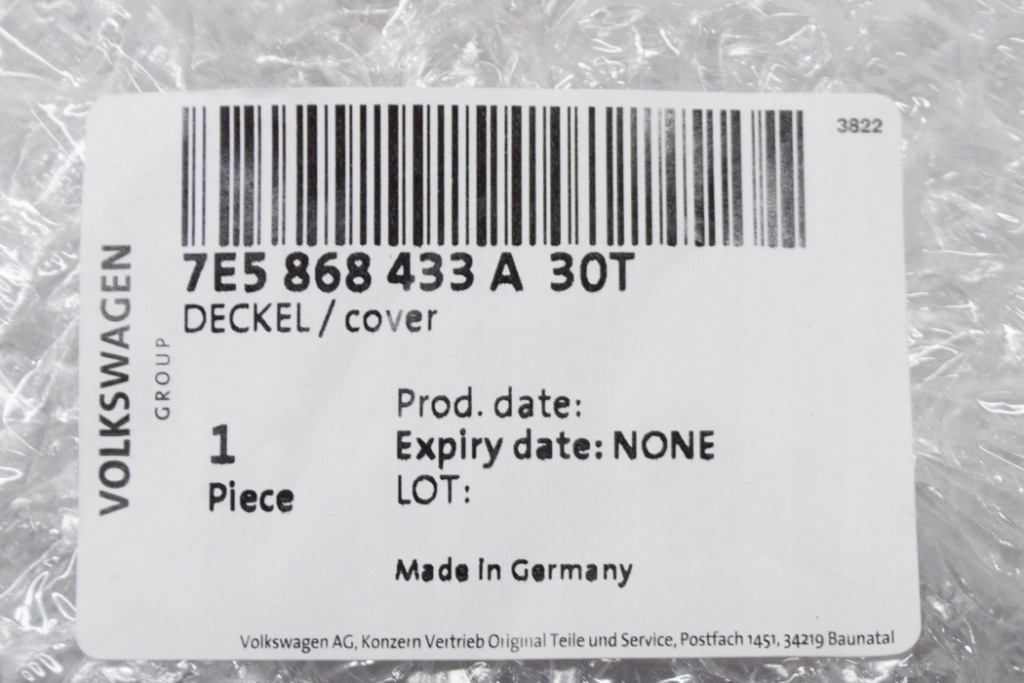 3822
7E5 868 433 A 30T
DECKEL / cover
VOLKSWAGEN
GROUP
Prod. date:
1
Expiry date: NONE
Piece
LOT:
Made in Germany
Volkswagen AG, Konzern Vertrieb Original Teile und Service, Postfach 1451, 34219 Baunatal